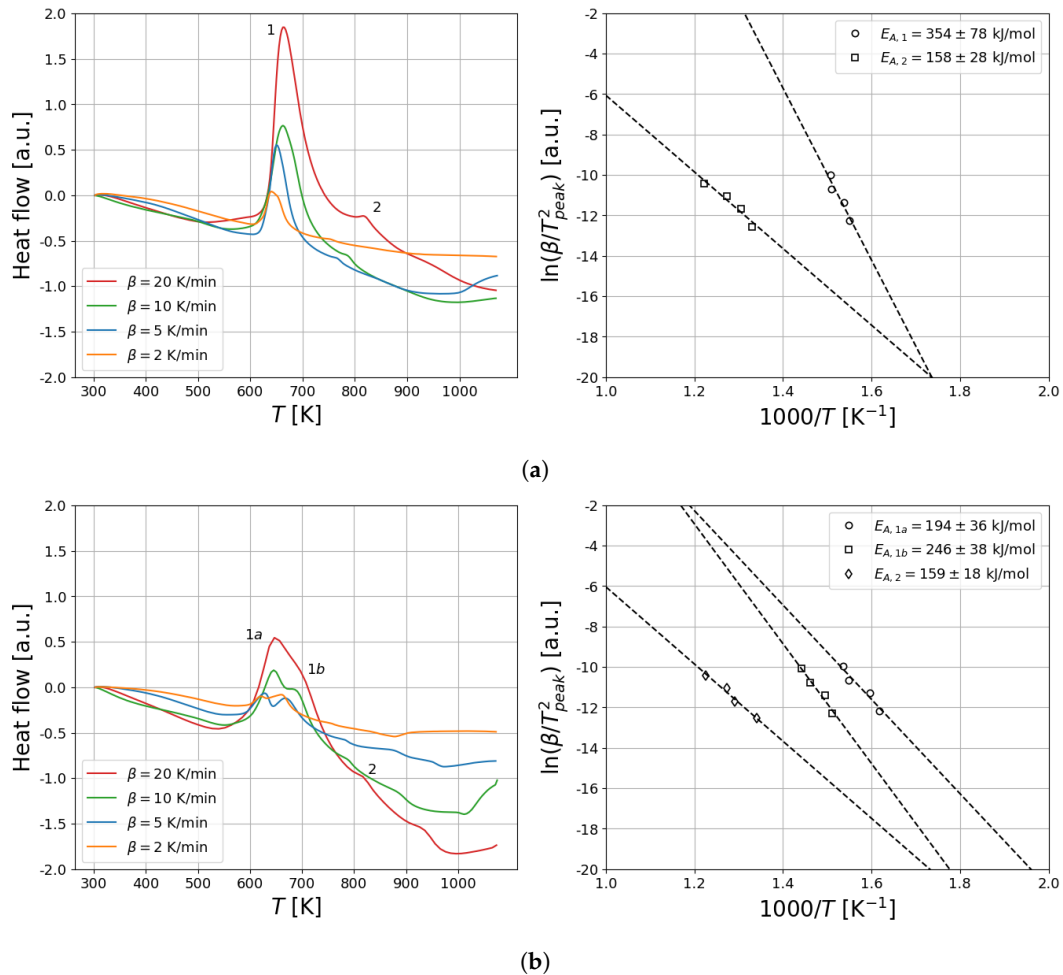 2.0
1.5
1.0
0.5
0.0
-0.5
-1.0
-1.5
-2.0
Heat flow [a.u.]
1
2
β = 20 K/min
β = 10 K/min
β = 5 K/min
β = 2 K/min
300 400 500 600 700 800 900 1000
T [K]
-2
-4
-6
-8
-10
-12
-14
-16
-18
-20
ln(β/T²peak) [a.u.]
E_A,1 = 354 ± 78 kJ/mol
E_A,2 = 158 ± 28 kJ/mol
1.0 1.2 1.4 1.6 1.8 2.0
1000/T [K⁻¹]
(a)
2.0
1.5
1.0
0.5
0.0
-0.5
-1.0
-1.5
-2.0
Heat flow [a.u.]
1a
1b
2
β = 20 K/min
β = 10 K/min
β = 5 K/min
β = 2 K/min
300 400 500 600 700 800 900 1000
T [K]
-2
-4
-6
-8
-10
-12
-14
-16
-18
-20
ln(β/T²peak) [a.u.]
E_A,1a = 194 ± 36 kJ/mol
E_A,1b = 246 ± 38 kJ/mol
E_A,2 = 159 ± 18 kJ/mol
1.0 1.2 1.4 1.6 1.8 2.0
1000/T [K⁻¹]
(b)